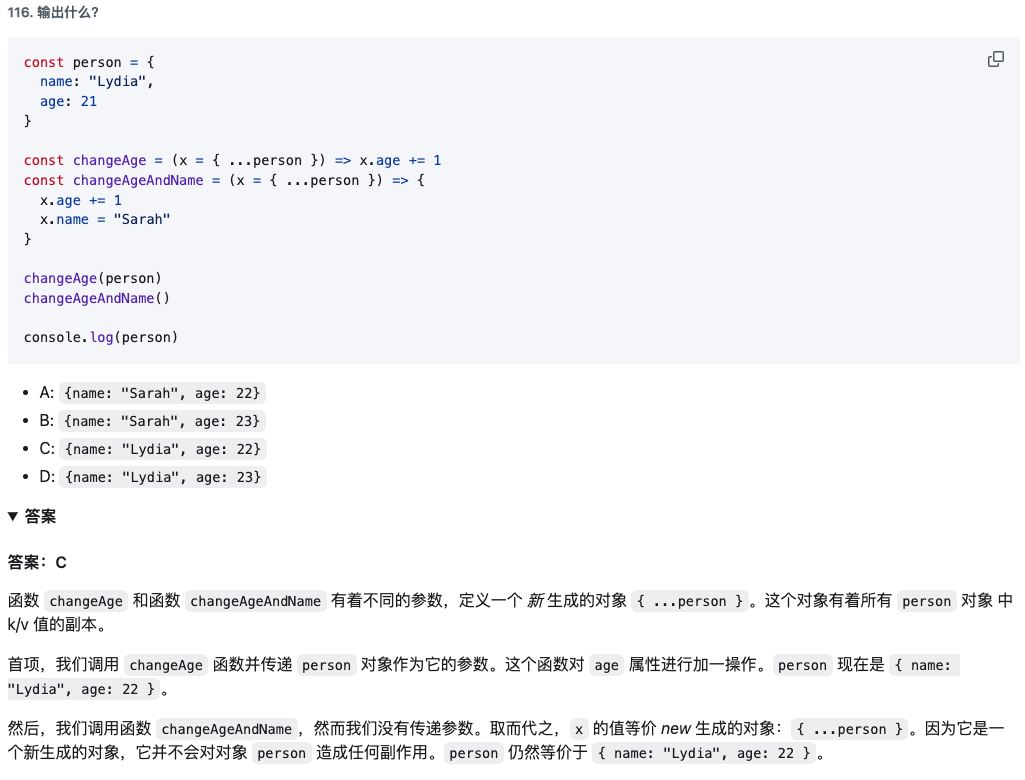 116. 输出什么?
const person = {
  name: "Lydia",
  age: 21
}

const changeAge = (x = { ...person }) => x.age += 1
const changeAgeAndName = (x = { ...person }) => {
  x.age += 1
  x.name = "Sarah"
}

changeAge(person)
changeAgeAndName()

console.log(person)
• A: {name: "Sarah", age: 22}
• B: {name: "Sarah", age: 23}
• C: {name: "Lydia", age: 22}
• D: {name: "Lydia", age: 23}
▼ 答案
答案：C
函数 changeAge 和函数 changeAgeAndName 有着不同的参数，定义一个 新 生成的对象 { ...person }。这个对象有着所有 person 对象 中
k/v 值的副本。
首项，我们调用 changeAge 函数并传递 person 对象作为它的参数。这个函数对 age 属性进行加一操作。person 现在是 { name:
"Lydia", age: 22 }。
然后，我们调用函数 changeAgeAndName ，然而我们没有传递参数。取而代之，x 的值等价 new 生成的对象：{ ...person }。因为它是一
个新生成的对象，它并不会对对象 person 造成任何副作用。person 仍然等价于 { name: "Lydia", age: 22 }。